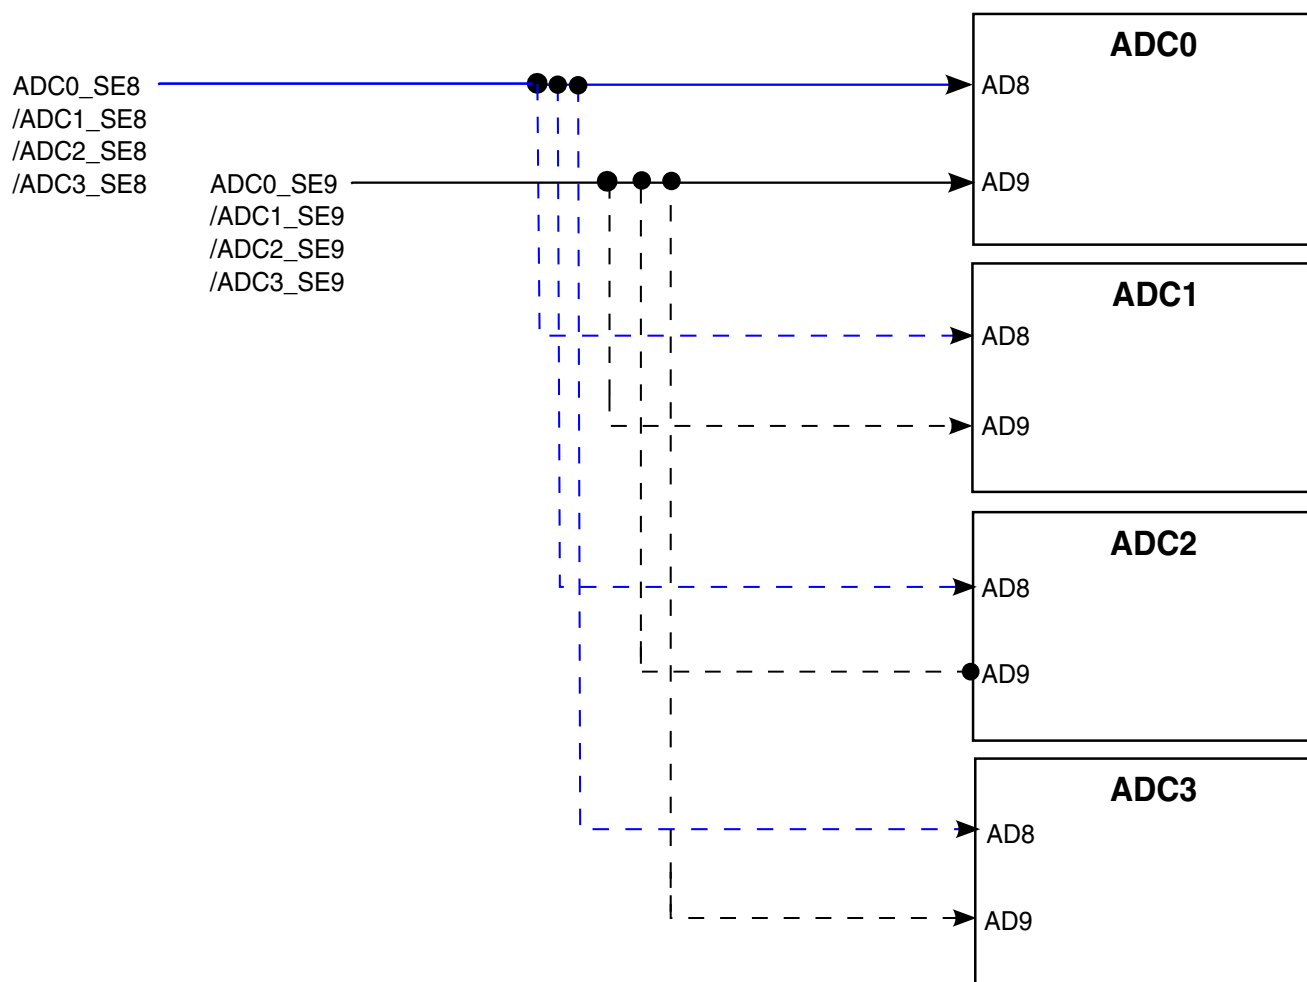 ADC0
ADC0_SE8
/ADC1_SE8
/ADC2_SE8
/ADC3_SE8
AD8
ADC0_SE9
/ADC1_SE9
/ADC2_SE9
/ADC3_SE9
AD9
ADC1
AD8
AD9
ADC2
AD8
AD9
ADC3
AD8
AD9